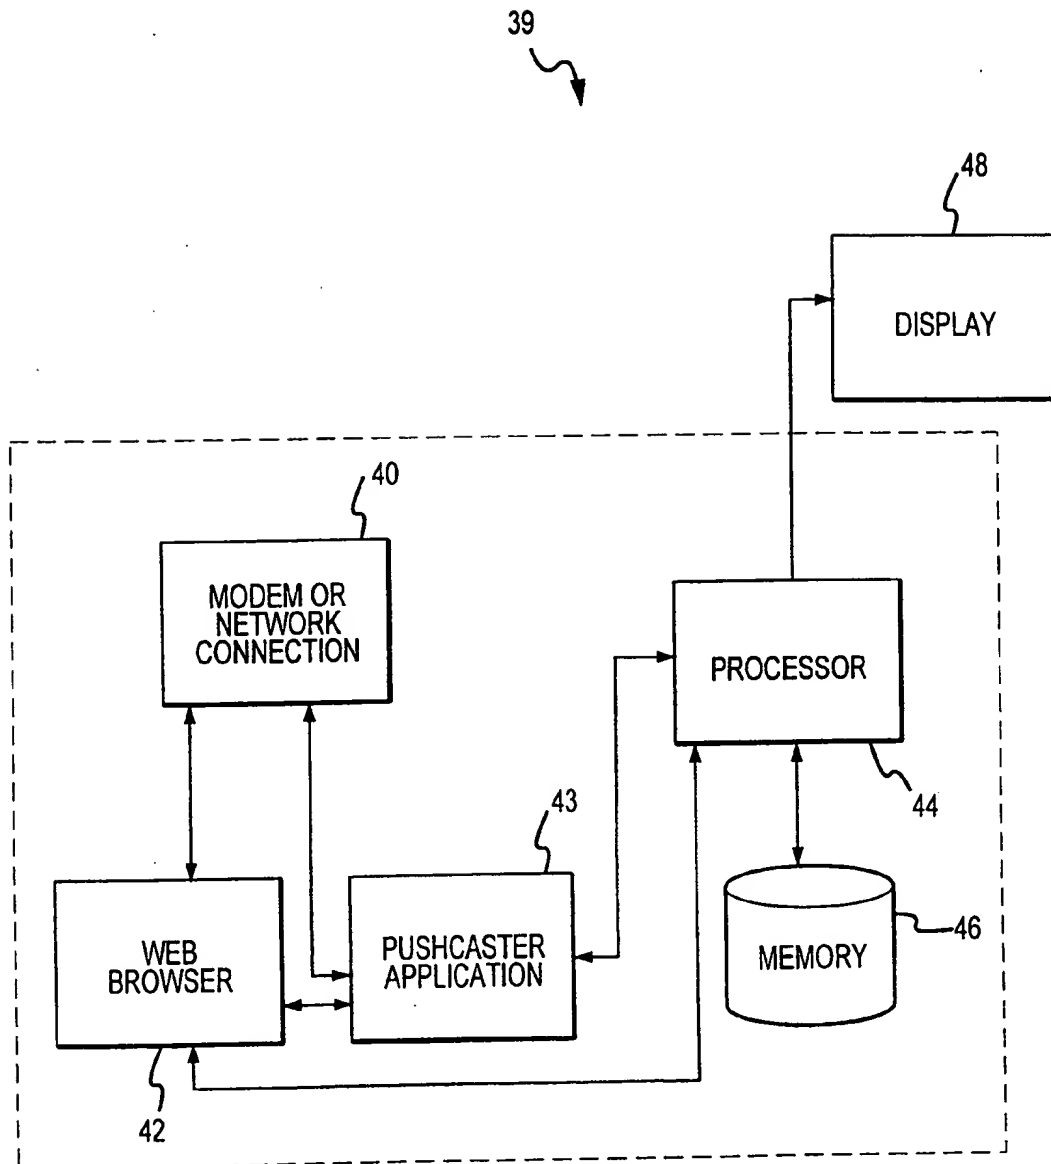 39
48
DISPLAY
40
MODEM OR
NETWORK
CONNECTION
PROCESSOR
44
43
WEB
BROWSER
PUSHCASTER
APPLICATION
MEMORY
46
42